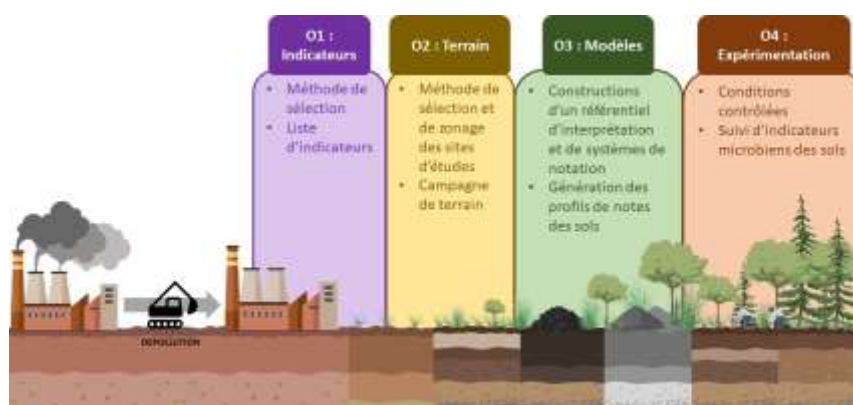 O1 :
Indicateurs
• Méthode de
sélection
• Liste
d'indicateurs
O2 : Terrain
• Méthode de
sélection et
de zonage
des sites
d'études
• Campagne
de terrain
O3 : Modèles
• Constructions
d'un référentiel
d'interprétation
et de systèmes de
notation
• Génération des
profils de notes
des sols
O4 :
Expérimentation
• Conditions
contrôlées
• Suivi d'indicateurs
microbiens des sols
DEPOLLUTION